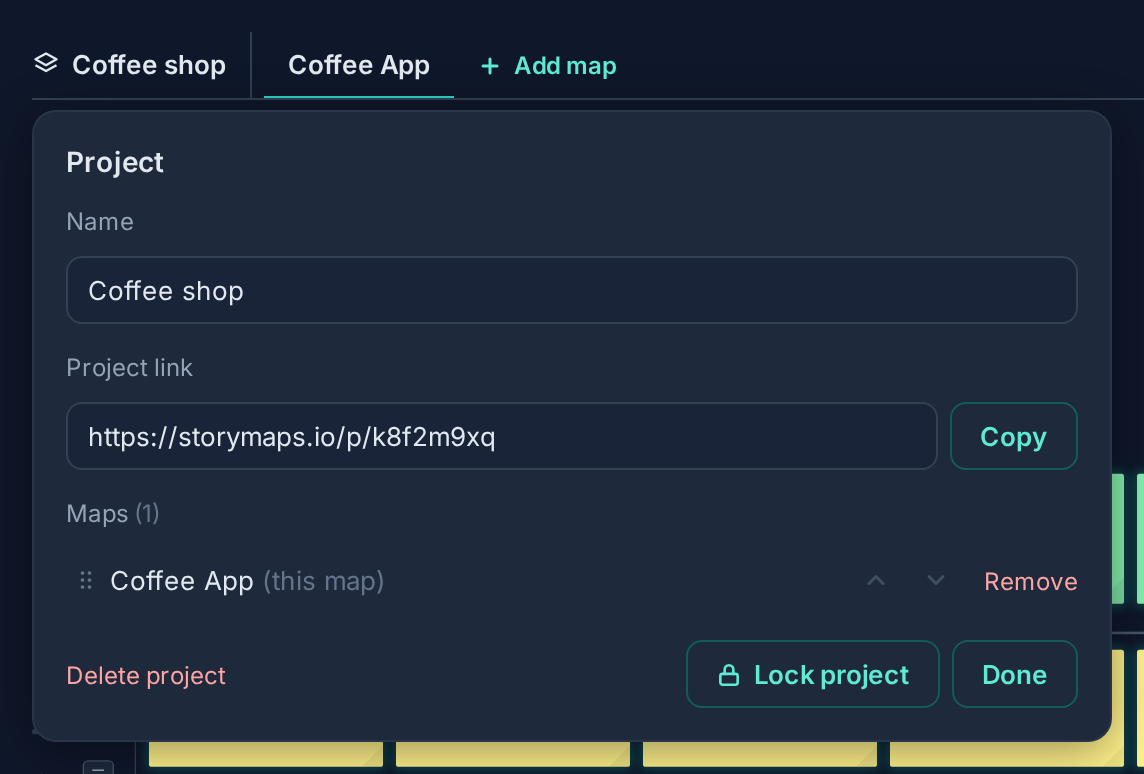 Coffee shop
Coffee App
+ Add map
Project
Name
Coffee shop
Project link
https://storymaps.io/p/k8f2m9xq
Copy
Maps (1)
Coffee App (this map)
Remove
Delete project
Lock project
Done